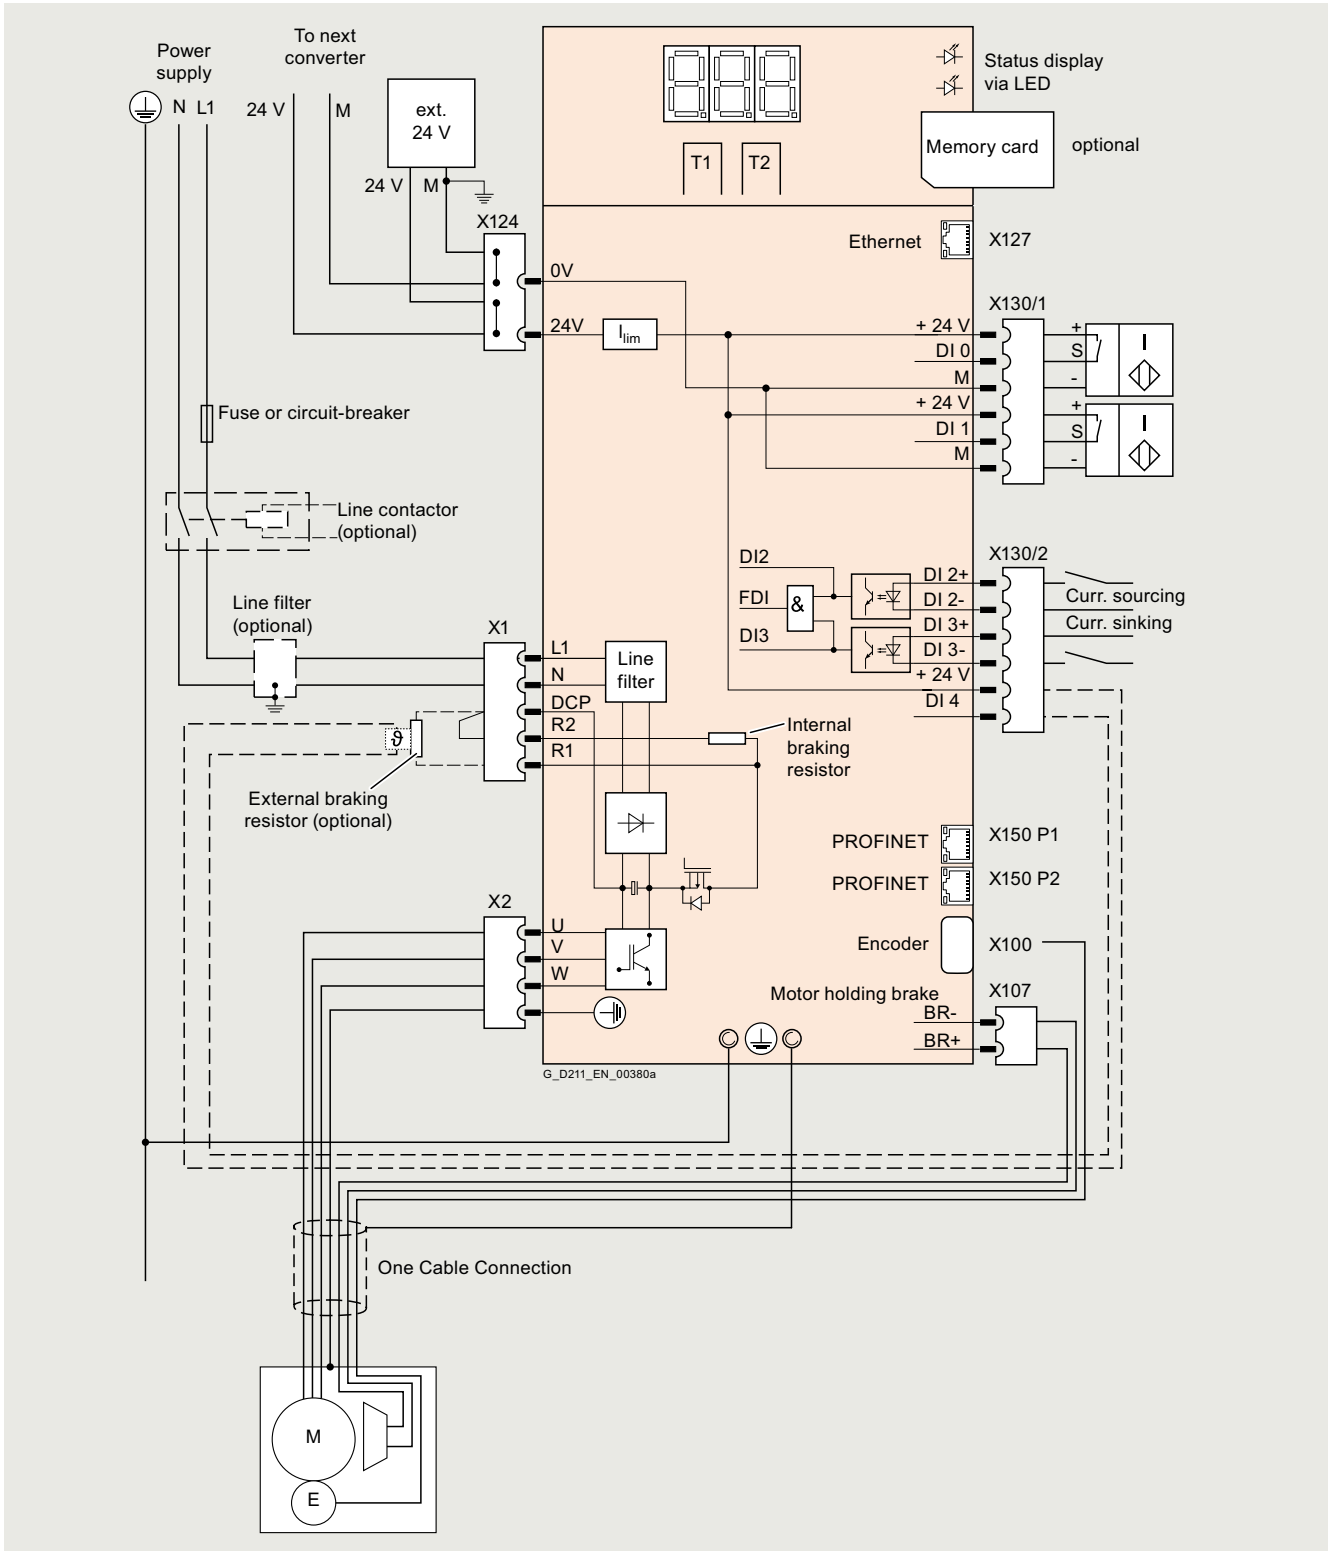 Power
supply
To next
converter
N L1
24 V
M
ext.
24 V
24 V M
X124
0V
24V
Ilim
T1 T2
Status display
via LED
Memory card
optional
Ethernet
X127
X130/1
+ 24 V
DI 0
M
+ 24 V
DI 1
M
+
S
-
I
+
S
-
I
Fuse or circuit-breaker
Line contactor
(optional)
Line filter
(optional)
X1
L1
N
DCP
R2
R1
Line
filter
DI2
FDI
DI3
&
X130/2
DI 2+
DI 2-
DI 3+
DI 3-
+ 24 V
DI 4
Curr. sourcing
Curr. sinking
Internal
braking
resistor
ϑ
External braking
resistor (optional)
PROFINET
X150 P1
PROFINET
X150 P2
Encoder
X100
X2
U
V
W
Motor holding brake
X107
BR-
BR+
G_D211_EN_00380a
One Cable Connection
M
E